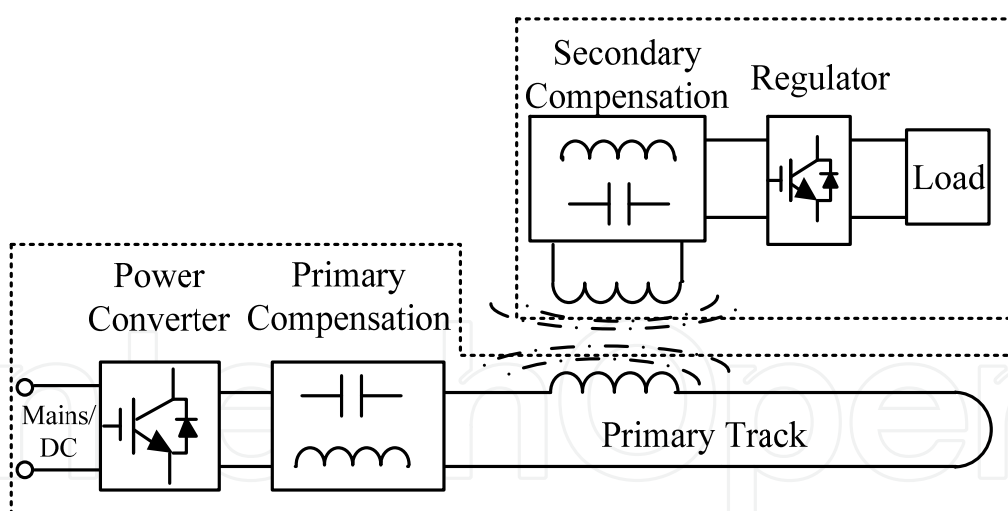 Secondary
Compensation
Regulator
Load
Power
Converter
Primary
Compensation
Mains/
DC
Primary Track